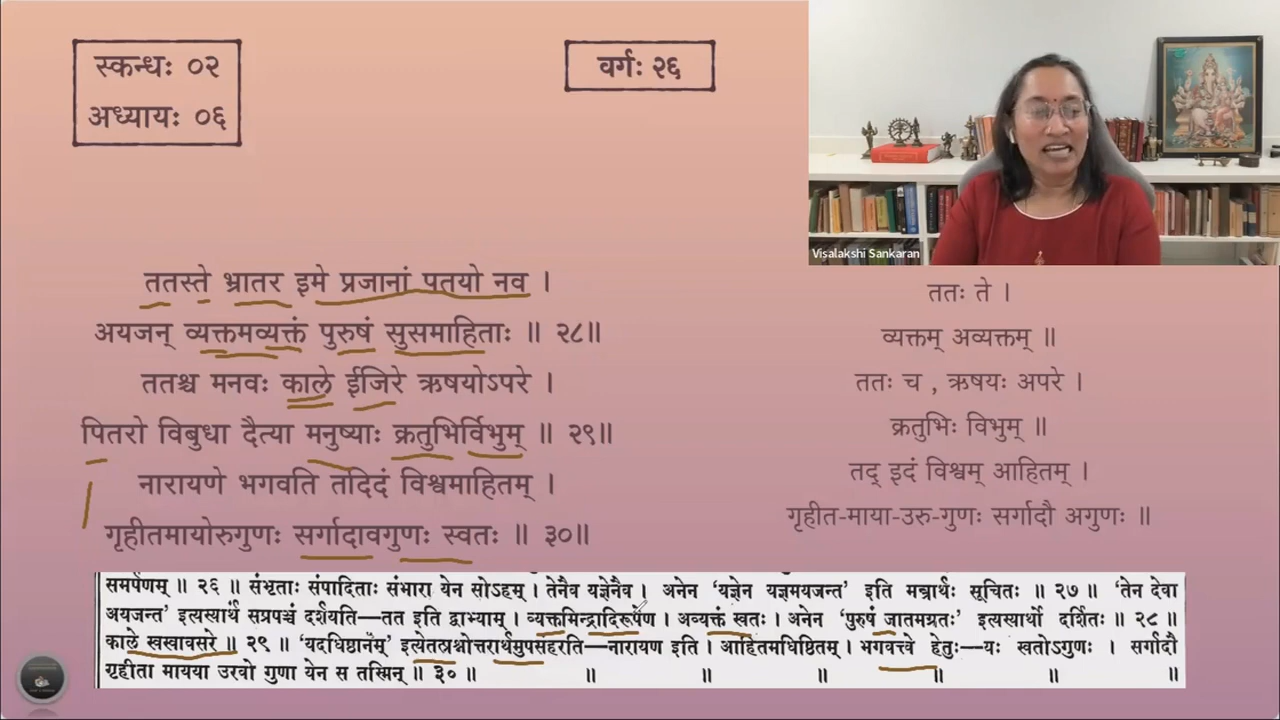 स्कन्धः ०२
अध्यायः ०६
वर्गः २६
Visalakshi Sankaran
ततस्ते भ्रातर इमे प्रजानां पतयो नव ।
अयजन् व्यक्तमव्यक्तं पुरुषं सुसमाहिताः ॥ २८॥
ततश्च मनवः काले ईजिरे ऋषयोऽपरे ।
पितरो विबुधा दैत्या मनुष्याः क्रतुभिर्विभुम् ॥ २९॥
नारायणे भगवति तदिदं विश्वमाहितम् ।
गृहीतमायोरुगुणः सर्गादावगुणः स्वतः ॥ ३०॥
ततः ते ।
व्यक्तम् अव्यक्तम् ॥
ततः च , ऋषयः अपरे ।
क्रतुभिः विभुम् ॥
तद् इदं विश्वम् आहितम् ।
गृहीत-माया-उरु-गुणः सर्गादौ अगुणः ॥
समर्पणम् ॥ २६ ॥ संभृताः संपादिताः संभारा येन सोऽहम् । तेनैव यज्ञेनैव । अनेन 'यज्ञेन यज्ञमयजन्त' इति मन्त्रार्थः सूचितः ॥ २७ ॥ 'तेन देवा
अयजन्त' इत्यस्यार्थं सप्रपञ्चं दर्शयति—तत इति द्वाभ्याम् । व्यक्तमिन्द्रादिरूपेण । अव्यक्तं स्वतः । अनेन 'पुरुषं जातमग्रतः' इत्यस्यार्थो दर्शितः ॥ २८ ॥
काले स्वस्वावसरे ॥ २९ ॥ 'यदधिष्ठानम्' इत्येतत्प्रश्नोत्तरार्थमुपसंहरति—नारायण इति । आहितमधिष्ठितम् । भगवत्त्वे हेतुः—यः स्वतोऽगुणः । सर्गादौ
गृहीता मायया उरवो गुणा येन स तस्मिन् ॥ ३० ॥ ॥ ॥ ॥ ॥ ॥